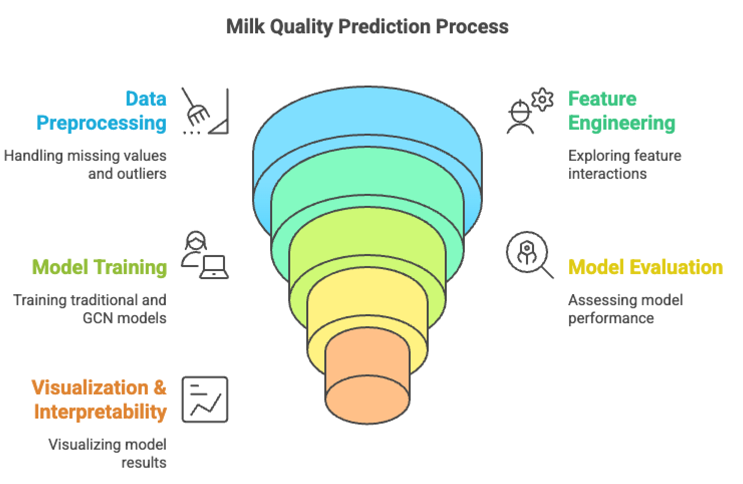 Milk Quality Prediction Process
Data
Preprocessing
Handling missing values
and outliers
Feature
Engineering
Exploring feature
interactions
Model Training
Training traditional and
GCN models
Model Evaluation
Assessing model
performance
Visualization &
Interpretability
Visualizing model
results